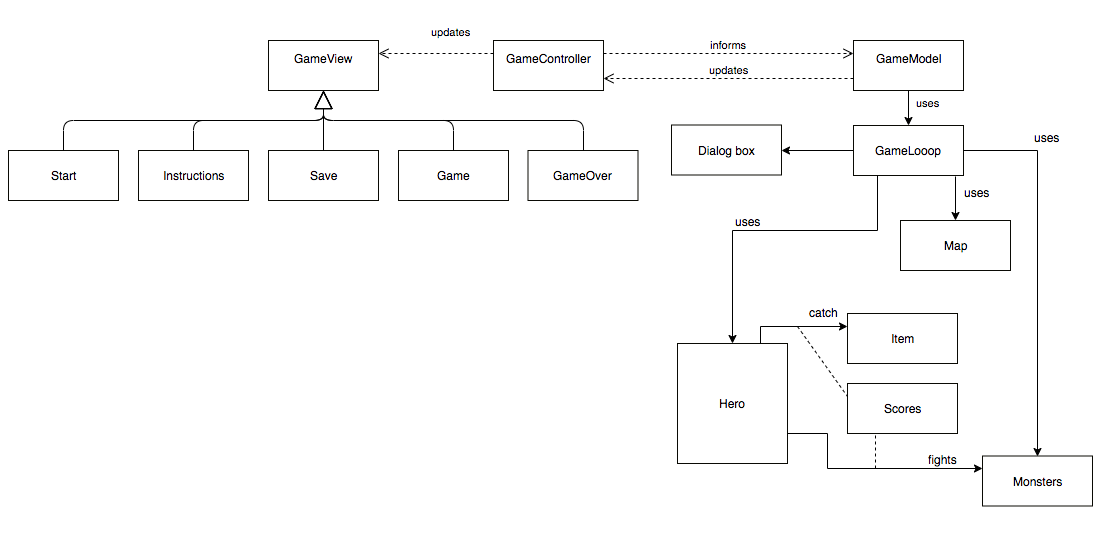 updates
GameView
GameController
informs
GameModel
updates
uses
Start
Instructions
Save
Game
GameOver
Dialog box
GameLooop
uses
uses
uses
Map
catch
Item
Hero
Scores
fights
Monsters